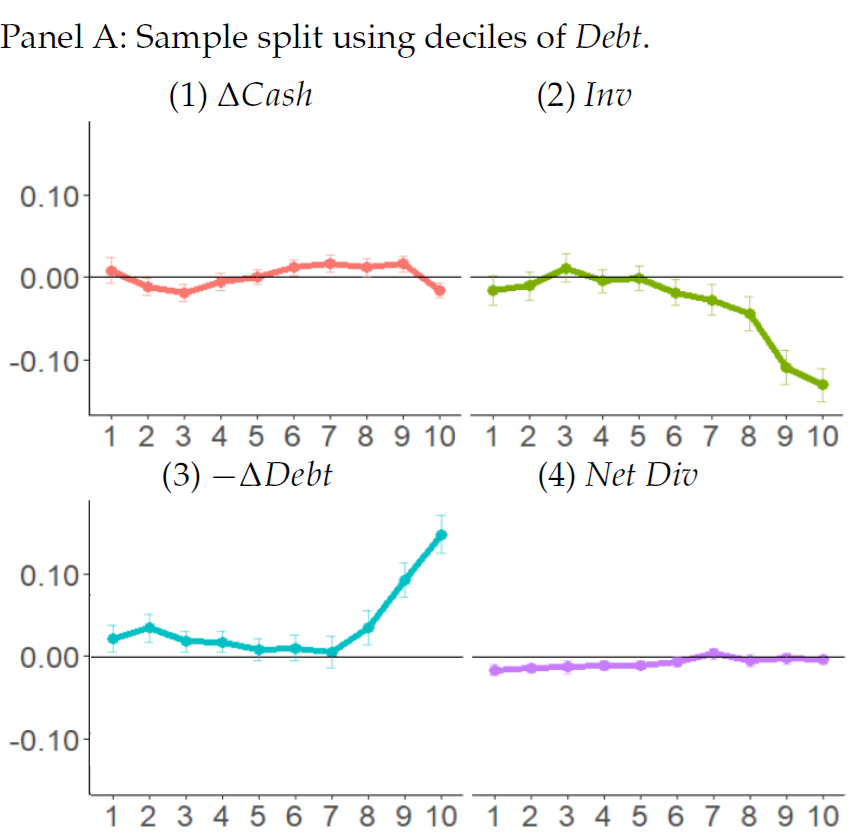 Panel A: Sample split using deciles of Debt.
(1) ΔCash
(2) Inv
0.10
0.00
-0.10
1 2 3 4 5 6 7 8 9 10
1 2 3 4 5 6 7 8 9 10
(3) −ΔDebt
(4) Net Div
0.10
0.00
-0.10
1 2 3 4 5 6 7 8 9 10
1 2 3 4 5 6 7 8 9 10